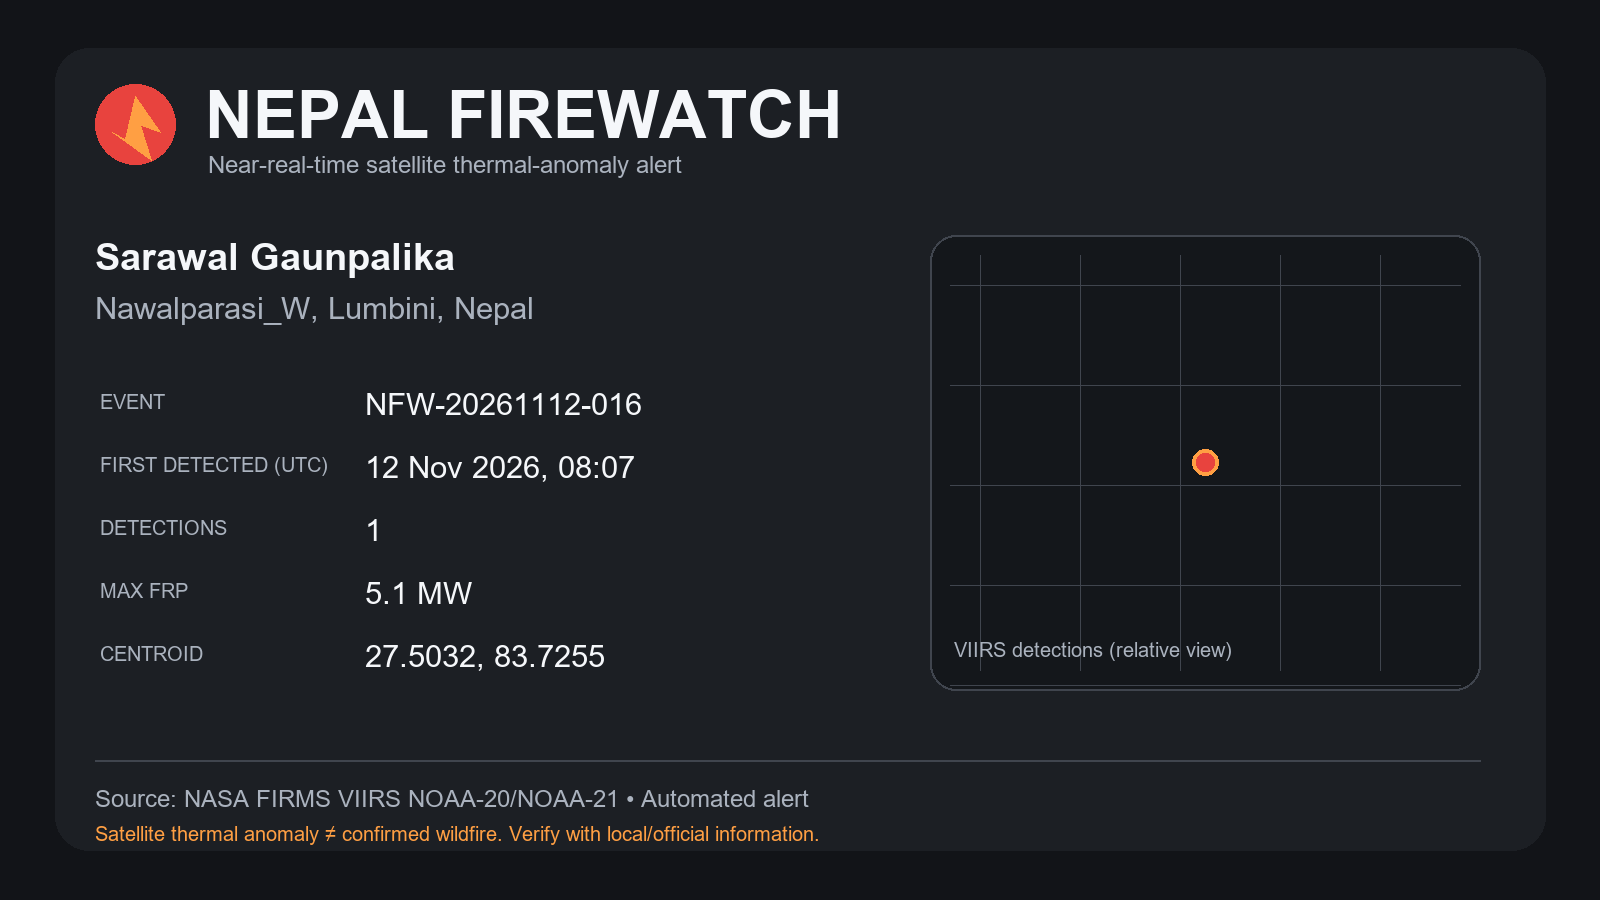 NEPAL FIREWATCH
Near-real-time satellite thermal-anomaly alert
Sarawal Gaunpalika
Nawalparasi_W, Lumbini, Nepal
EVENT NFW-20261112-016
FIRST DETECTED (UTC) 12 Nov 2026, 08:07
DETECTIONS 1
MAX FRP 5.1 MW
CENTROID 27.5032, 83.7255
VIIRS detections (relative view)
Source: NASA FIRMS VIIRS NOAA-20/NOAA-21 • Automated alert
Satellite thermal anomaly ≠ confirmed wildfire. Verify with local/official information.